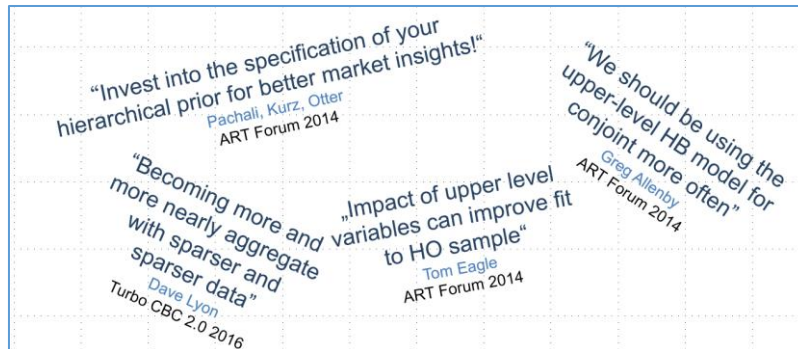 “Invest into the specification of your
hierarchical prior for better market insights!“
Pachali, Kurz, Otter
ART Forum 2014
“We should be using the
upper-level HB model for
conjoint more often”
Greg Allenby
ART Forum 2014
“Becoming more and
more nearly aggregate
with sparser and
sparser data”
Dave Lyon
Turbo CBC 2.0 2016
„Impact of upper level
variables can improve fit
to HO sample“
Tom Eagle
ART Forum 2014